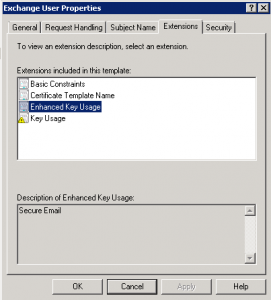 Exchange User Properties
General
Request Handling
Subject Name
Extensions
Security
To view an extension description, select an extension.
Extensions included in this template:
Basic Constraints
Certificate Template Name
Enhanced Key Usage
Key Usage
Description of Enhanced Key Usage:
Secure Email
OK
Cancel
Apply
Help